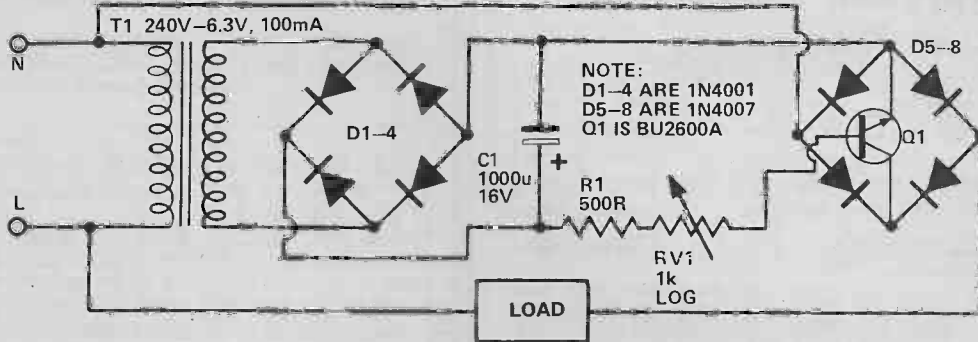 T1 240V–6.3V, 100mA
N
L
D1–4
C1
1000u
16V
+
NOTE:
D1–4 ARE 1N4001
D5–8 ARE 1N4007
Q1 IS BU2600A
R1
500R
RV1
1k
LOG
D5–8
Q1
LOAD